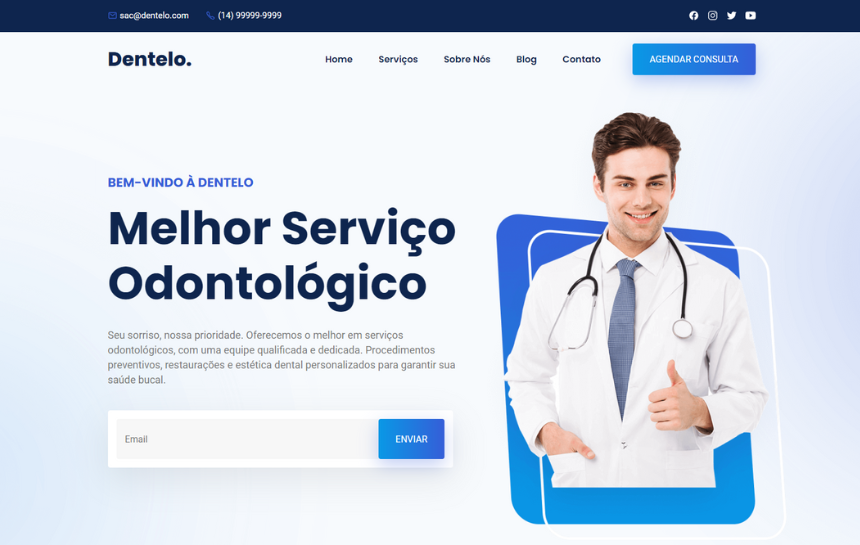 sac@dentelo.com (14) 99999-9999
Dentelo.
Home Serviços Sobre Nós Blog Contato AGENDAR CONSULTA
BEM-VINDO À DENTELO
Melhor Serviço
Odontológico
Seu sorriso, nossa prioridade. Oferecemos o melhor em serviços
odontológicos, com uma equipe qualificada e dedicada. Procedimentos
preventivos, restaurações e estética dental personalizados para garantir sua
saúde bucal.
Email ENVIAR